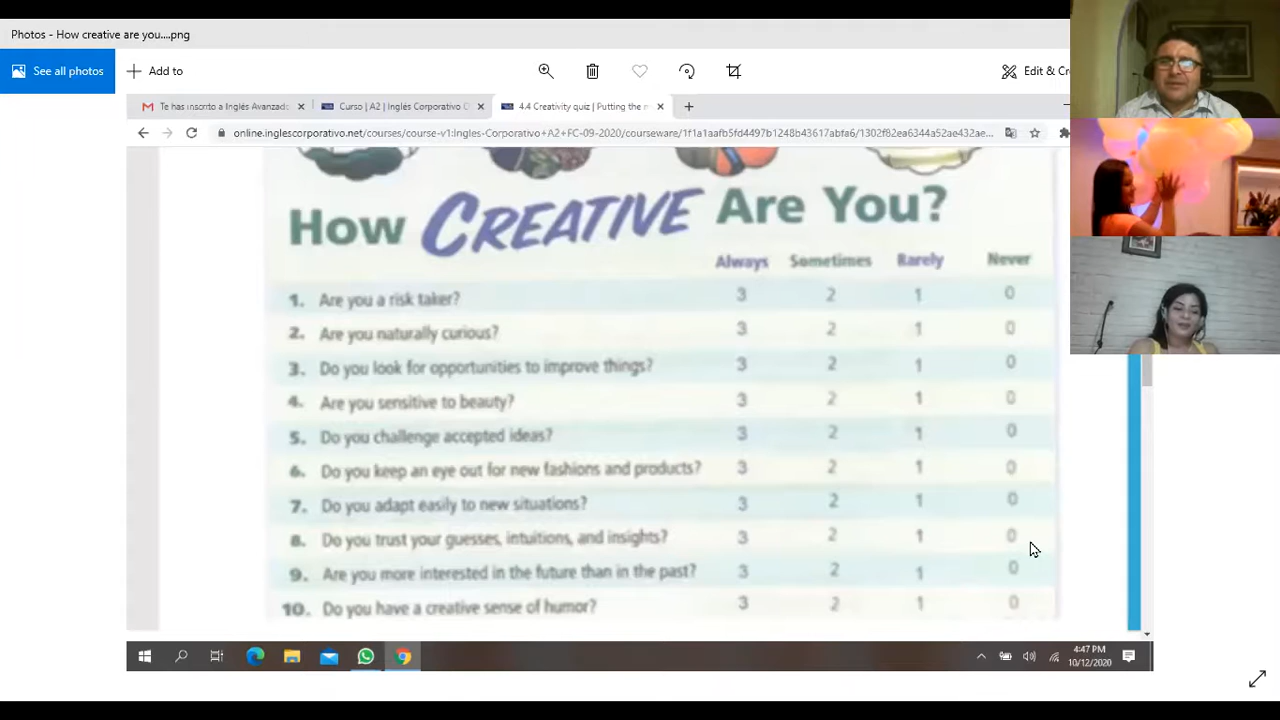 Photos - How creative are you....png
See all photos
Add to
Edit & Cr
Te has inscrito a Inglés Avanzado
Curso | A2 | Inglés Corporativo C
4.4 Creativity quiz | Putting the m
online.inglescorporativo.net/courses/course-v1:Ingles-Corporativo+A2+FC-09-2020/courseware/
How CREATIVE Are You?
Always Sometimes Rarely Never
1. Are you a risk taker? 3 2 1 0
2. Are you naturally curious? 3 2 1 0
3. Do you look for opportunities to improve things? 3 2 1 0
4. Are you sensitive to beauty? 3 2 1 0
5. Do you challenge accepted ideas? 3 2 1 0
6. Do you keep an eye out for new fashions and products? 3 2 1 0
7. Do you adapt easily to new situations? 3 2 1 0
8. Do you trust your guesses, intuitions, and insights? 3 2 1 0
9. Are you more interested in the future than in the past? 3 2 1 0
10. Do you have a creative sense of humor? 3 2 1 0
4:47 PM
10/12/2020